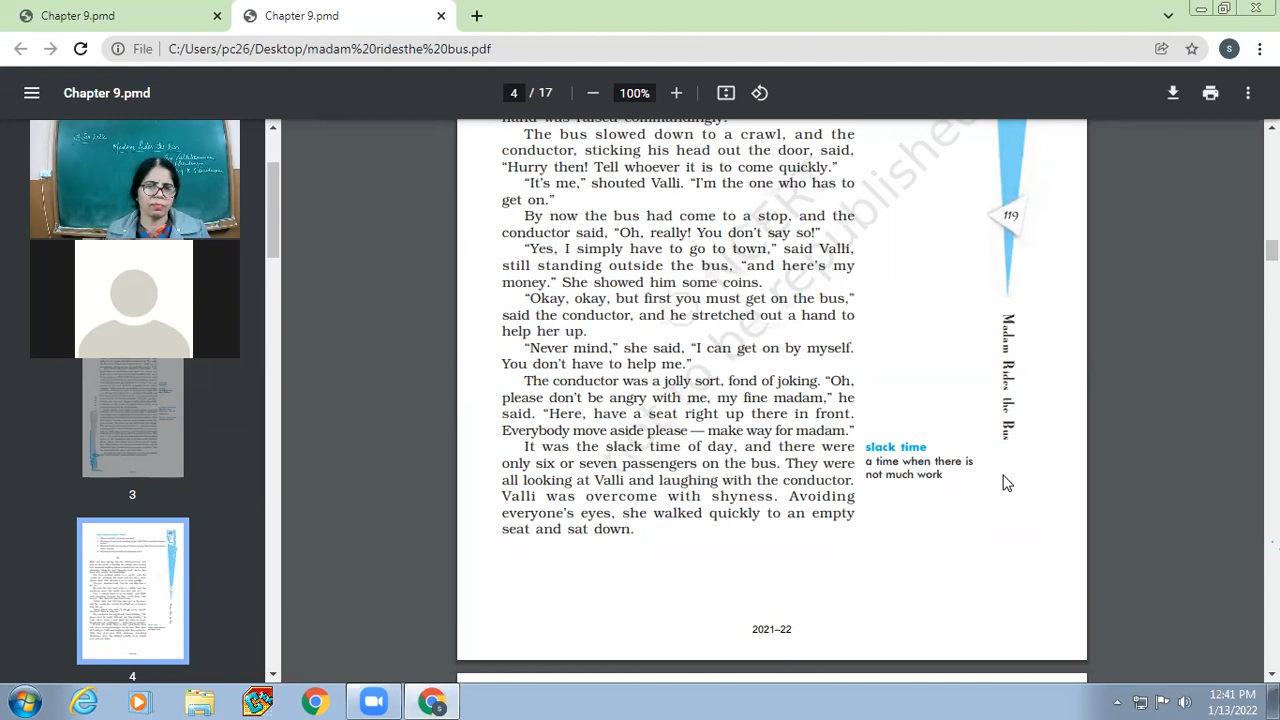 Chapter 9.pmd
Chapter 9.pmd
File
C:/Users/pc26/Desktop/madam%20ridesthe%20bus.pdf
S
Chapter 9.pmd
4 / 17
100%
Madam Rides the Bus
3
4
The bus slowed down to a crawl, and the
conductor, sticking his head out the door, said,
“Hurry then! Tell whoever it is to come quickly.”
“It's me,” shouted Valli. “I'm the one who has to
get on.”
By now the bus had come to a stop, and the
conductor said, “Oh, really! You don't say so!”
“Yes, I simply have to go to town,” said Valli,
still standing outside the bus, “and here's my
money.” She showed him some coins.
“Okay, okay, but first you must get on the bus,”
said the conductor, and he stretched out a hand to
help her up.
“Never mind,” she said, “I can get on by myself.
You don't have to help me.”
The conductor was a jolly sort, fond of joking. “Oh,
please don't be angry with me, my fine madam,” he
said. “Here, have a seat right up there in front.
Everybody move aside please — make way for madam.”
It was the slack time of day, and there were
only six or seven passengers on the bus. They were
all looking at Valli and laughing with the conductor.
Valli was overcome with shyness. Avoiding
everyone's eyes, she walked quickly to an empty
seat and sat down.
slack time
a time when there is
not much work
119
Madam Rides the
republished
2021–22
12:41 PM
1/13/2022